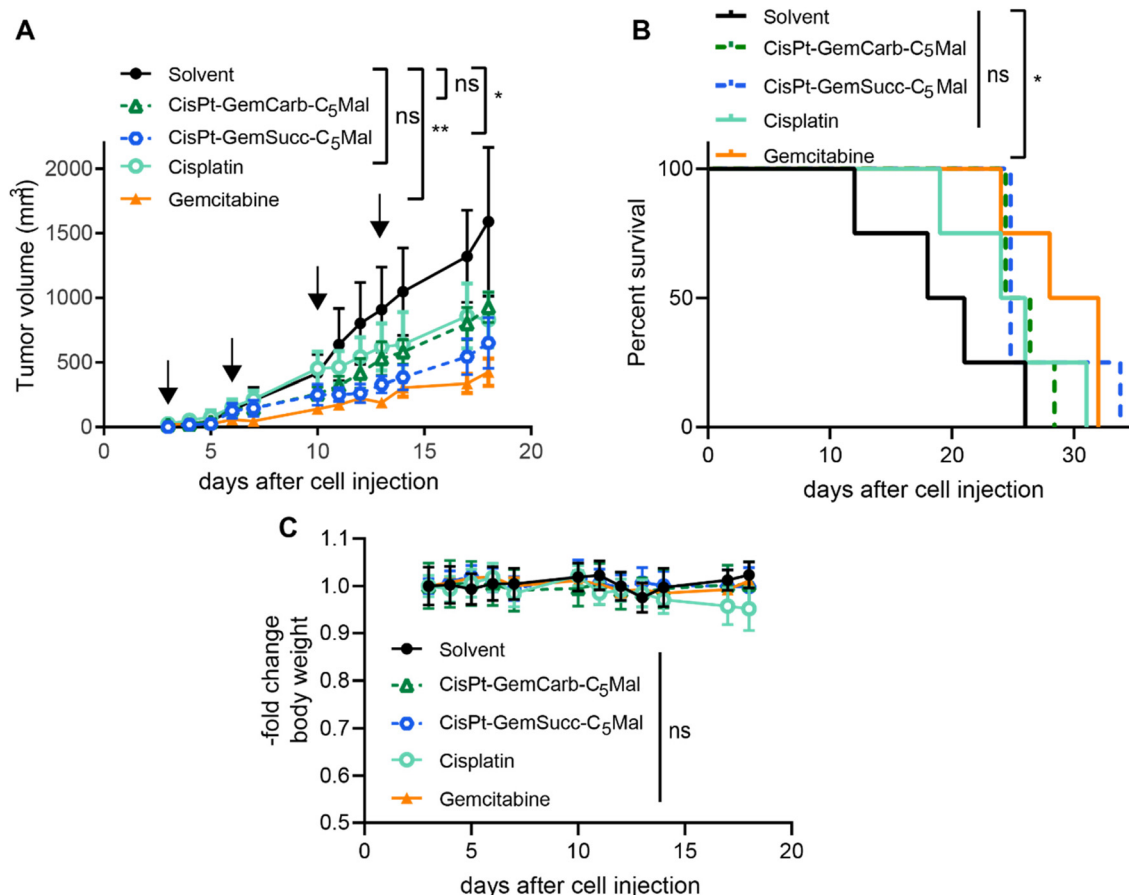 A
Solvent
CisPt-GemCarb-C5Mal
CisPt-GemSucc-C5Mal
Cisplatin
Gemcitabine
ns
**
ns
*
Tumor volume (mm3)
2000
1500
1000
500
0
0 5 10 15 20
days after cell injection
B
Solvent
CisPt-GemCarb-C5Mal
CisPt-GemSucc-C5Mal
Cisplatin
Gemcitabine
ns
*
Percent survival
100
50
0
0 10 20 30
days after cell injection
C
-fold change
body weight
1.1
1.0
0.9
0.8
0.7
0.6
0.5
Solvent
CisPt-GemCarb-C5Mal
CisPt-GemSucc-C5Mal
Cisplatin
Gemcitabine
ns
0 5 10 15 20
days after cell injection